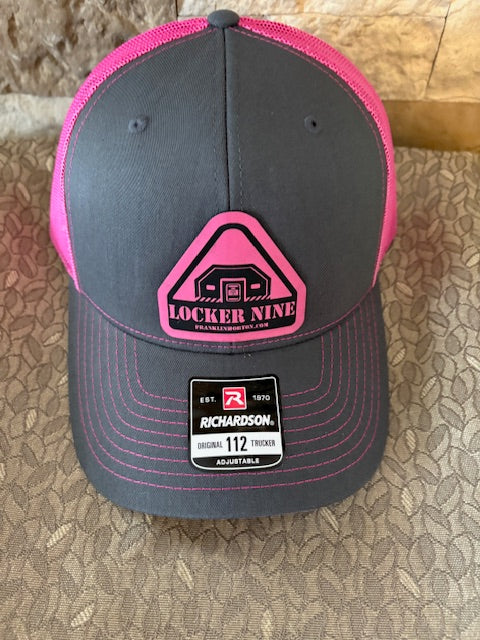 LOCKER NINE
FRANKLINHORTON.COM
EST. R 1970
RICHARDSON®
ORIGINAL 112 TRUCKER
ADJUSTABLE